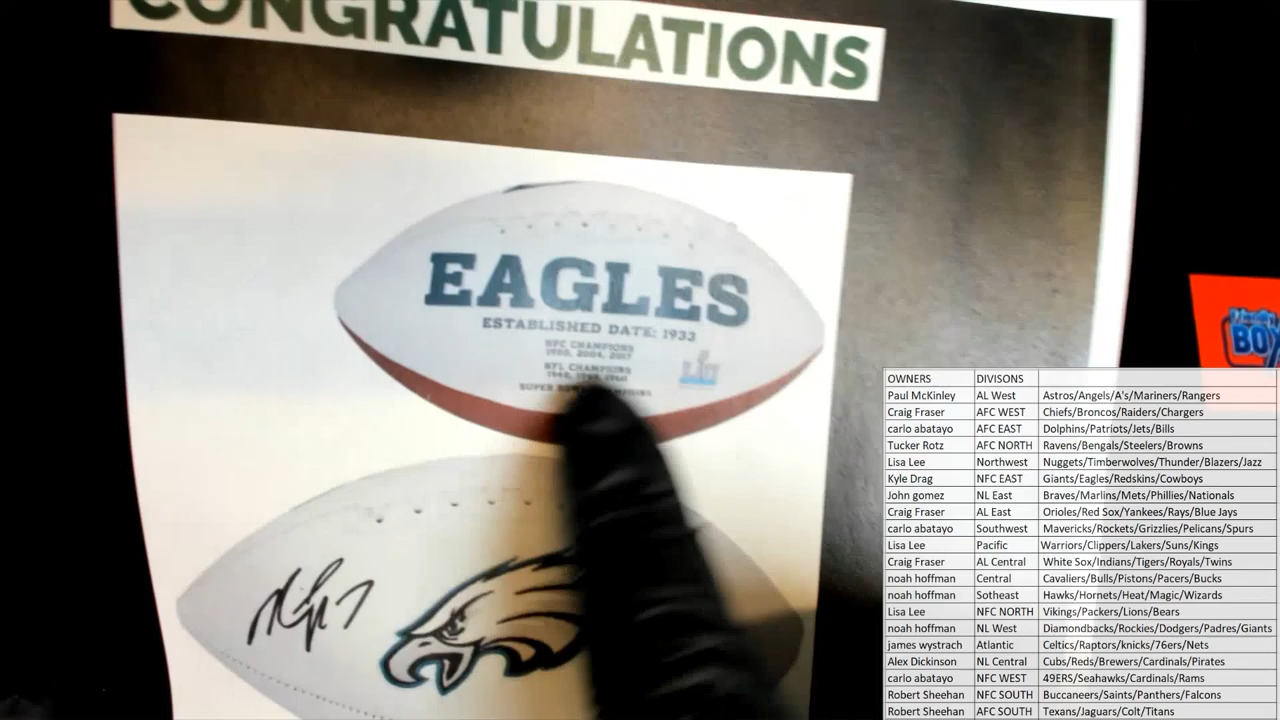 CONGRATULATIONS
EAGLES
ESTABLISHED DATE: 1933
NFC CHAMPIONS
1980, 2004, 2017
NFL CHAMPIONS
SUPER
LII
BOY
OWNERS DIVISONS
Paul McKinley AL West Astros/Angels/A's/Mariners/Rangers
Craig Fraser AFC WEST Chiefs/Broncos/Raiders/Chargers
carlo abatayo AFC EAST Dolphins/Patriots/Jets/Bills
Tucker Rotz AFC NORTH Ravens/Bengals/Steelers/Browns
Lisa Lee Northwest Nuggets/Timberwolves/Thunder/Blazers/Jazz
Kyle Drag NFC EAST Giants/Eagles/Redskins/Cowboys
John gomez NL East Braves/Marlins/Mets/Phillies/Nationals
Craig Fraser AL East Orioles/Red Sox/Yankees/Rays/Blue Jays
carlo abatayo Southwest Mavericks/Rockets/Grizzlies/Pelicans/Spurs
Lisa Lee Pacific Warriors/Clippers/Lakers/Suns/Kings
Craig Fraser AL Central White Sox/Indians/Tigers/Royals/Twins
noah hoffman Central Cavaliers/Bulls/Pistons/Pacers/Bucks
noah hoffman Sotheast Hawks/Hornets/Heat/Magic/Wizards
Lisa Lee NFC NORTH Vikings/Packers/Lions/Bears
noah hoffman NL West Diamondbacks/Rockies/Dodgers/Padres/Giants
james wystrach Atlantic Celtics/Raptors/knicks/76ers/Nets
Alex Dickinson NL Central Cubs/Reds/Brewers/Cardinals/Pirates
carlo abatayo NFC WEST 49ERS/Seahawks/Cardinals/Rams
Robert Sheehan NFC SOUTH Buccaneers/Saints/Panthers/Falcons
Robert Sheehan AFC SOUTH Texans/Jaguars/Colt/Titans